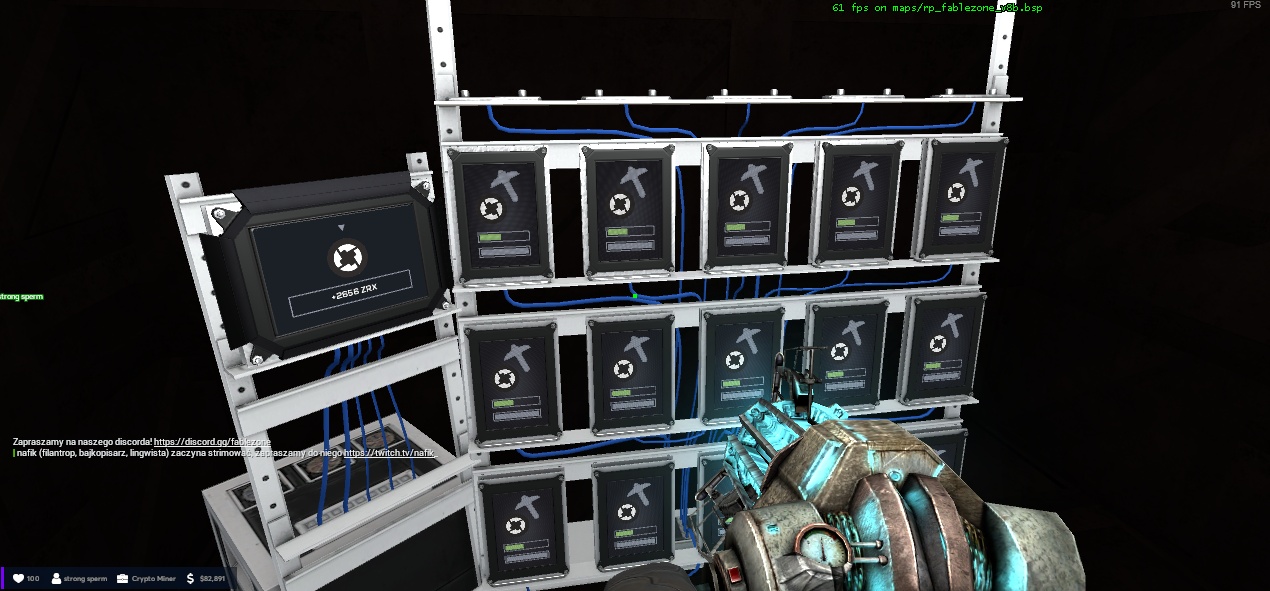 61 fps on maps/rp_fablezone_v8b.bsp
91 FPS
+2656 ZRX
strong sperm
Zapraszamy na naszego discorda! https://discord.gg/fablezone
nafik (filantrop, bajkopisarz, lingwista) zaczyna strimować, zapraszamy do niego https://twitch.tv/nafik_
100 strong sperm Crypto Miner $ $82,891